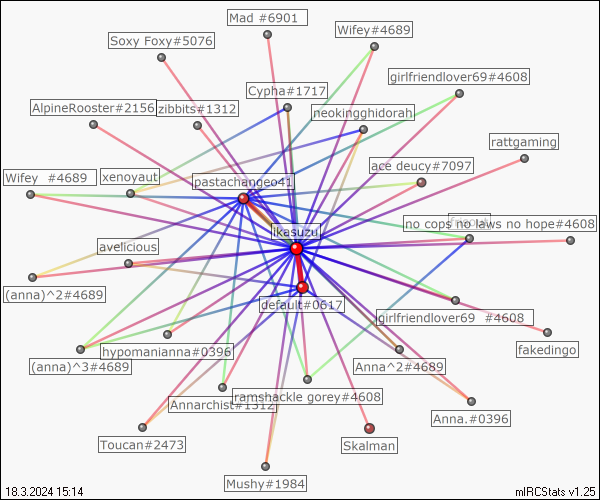 Mad #6901
Soxy Foxy#5076
Wifey#4689
girlfriendlover69#4608
Cypha#1717
AlpineRooster#2156
zibbits#1312
neokingghidorah
rattgaming
ace deucy#7097
Wifey #4689
xenoyaut
pastachangeo41
no cops no laws no hope#4608
ikasuzu
avelicious
(anna)^2#4689
default#0617
girlfriendlover69 #4608
fakedingo
hypomanianna#0396
(anna)^3#4689
Anna^2#4689
ramshackle gorey#4608
Annarchist#1312
Anna.#0396
Toucan#2473
Skalman
Mushy#1984
18.3.2024 15:14
mIRCStats v1.25